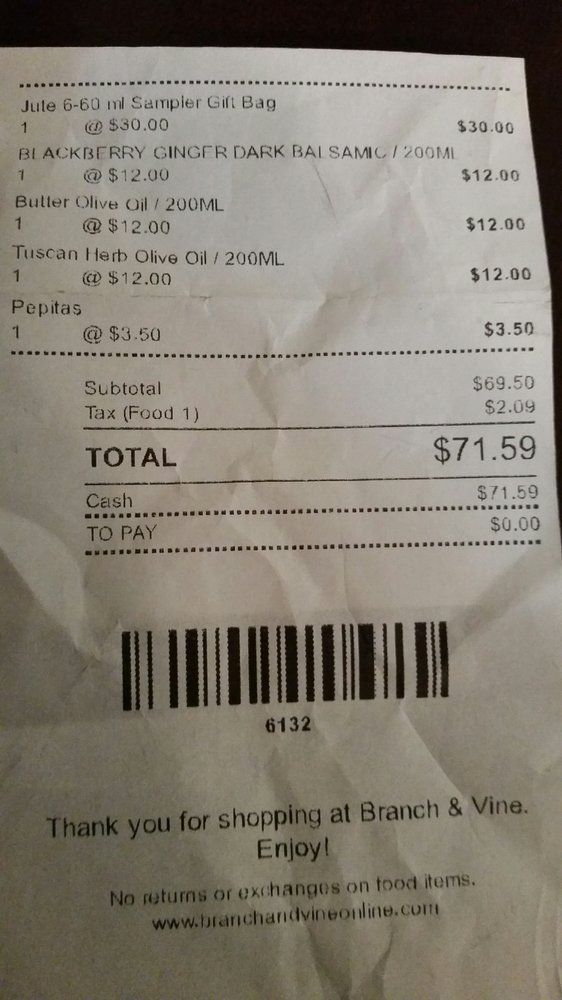 Jute 6-60 ml Sampler Gift Bag
1 @ $30.00 $30.00
BLACKBERRY GINGER DARK BALSAMIC / 200ML
1 @ $12.00 $12.00
Butter Olive Oil / 200ML
1 @ $12.00 $12.00
Tuscan Herb Olive Oil / 200ML
1 @ $12.00 $12.00
Pepitas
1 @ $3.50 $3.50
Subtotal $69.50
Tax (Food 1) $2.09
TOTAL $71.59
Cash $71.59
TO PAY $0.00
6132
Thank you for shopping at Branch & Vine.
Enjoy!
No returns or exchanges on food items.
www.branchandvineonline.com